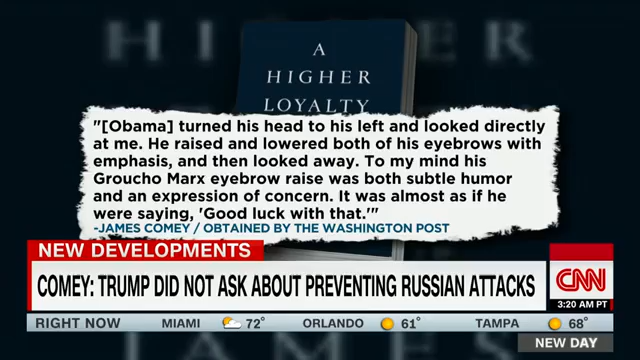 HIGHER
A
HIGHER
LOYALTY
"[Obama] turned his head to his left and looked directly
at me. He raised and lowered both of his eyebrows with
emphasis, and then looked away. To my mind his
Groucho Marx eyebrow raise was both subtle humor
and an expression of concern. It was almost as if he
were saying, 'Good luck with that.'"
-JAMES COMEY / OBTAINED BY THE WASHINGTON POST
NEW DEVELOPMENTS
COMEY: TRUMP DID NOT ASK ABOUT PREVENTING RUSSIAN ATTACKS
CNN
3:20 AM PT
RIGHT NOW MIAMI 72° ORLANDO 61° TAMPA 68°
NEW DAY
JAMES